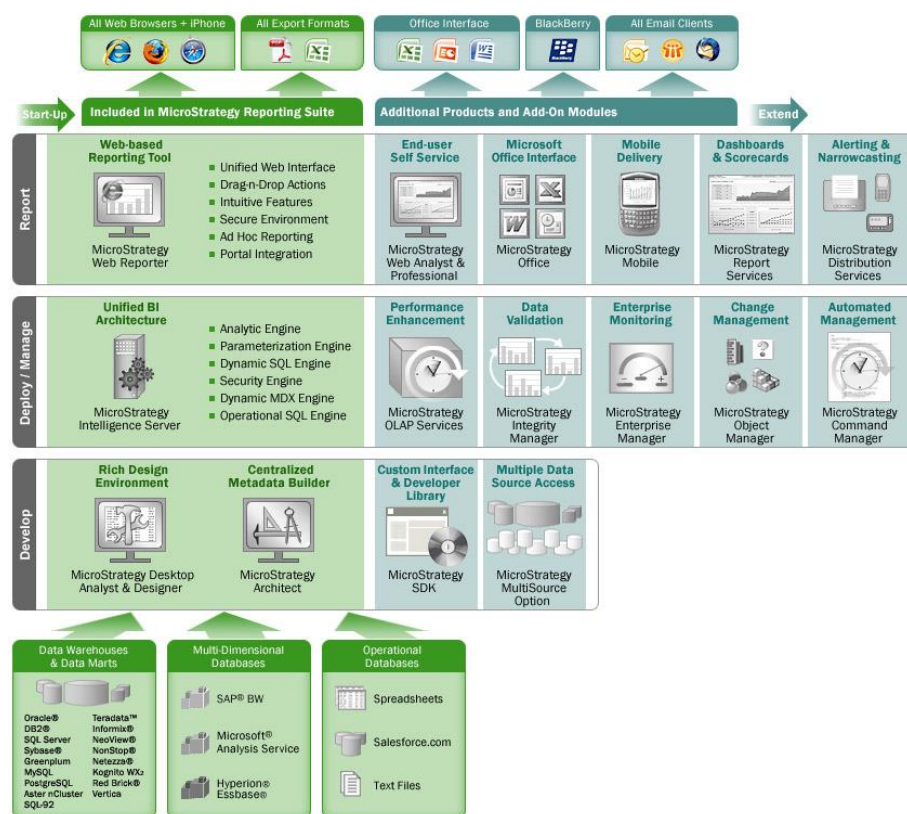 All Web Browsers + iPhone
All Export Formats
Office Interface
BlackBerry
All Email Clients
BlackBerry
Start-Up
Included in MicroStrategy Reporting Suite
Additional Products and Add-On Modules
Extend
Report
Web-based
Reporting Tool
MicroStrategy
Web Reporter
Unified Web Interface
Drag-n-Drop Actions
Intuitive Features
Secure Environment
Ad Hoc Reporting
Portal Integration
End-user
Self Service
MicroStrategy
Web Analyst &
Professional
Microsoft
Office Interface
MicroStrategy
Office
Mobile
Delivery
MicroStrategy
Mobile
Dashboards
& Scorecards
MicroStrategy
Report
Services
Alerting &
Narrowcasting
MicroStrategy
Distribution
Services
Deploy / Manage
Unified BI
Architecture
MicroStrategy
Intelligence Server
Analytic Engine
Parameterization Engine
Dynamic SQL Engine
Security Engine
Dynamic MDX Engine
Operational SQL Engine
Performance
Enhancement
MicroStrategy
OLAP Services
Data
Validation
MicroStrategy
Integrity
Manager
Enterprise
Monitoring
MicroStrategy
Enterprise
Manager
Change
Management
MicroStrategy
Object
Manager
Automated
Management
MicroStrategy
Command
Manager
Develop
Rich Design
Environment
MicroStrategy Desktop
Analyst & Designer
Centralized
Metadata Builder
MicroStrategy
Architect
Custom Interface
& Developer
Library
MicroStrategy
SDK
Multiple Data
Source Access
MicroStrategy
MultiSource
Option
Data Warehouses
& Data Marts
Oracle®
DB2®
SQL Server
Sybase®
Greenplum
MySQL
PostgreSQL
Aster nCluster
SQL-92
Teradata™
Informix®
NeoView®
NonStop®
Netezza®
Kognito WX2
Red Brick®
Vertica
Multi-Dimensional
Databases
SAP® BW
Microsoft®
Analysis Service
Hyperion®
Essbase®
Operational
Databases
Spreadsheets
Salesforce.com
Text Files